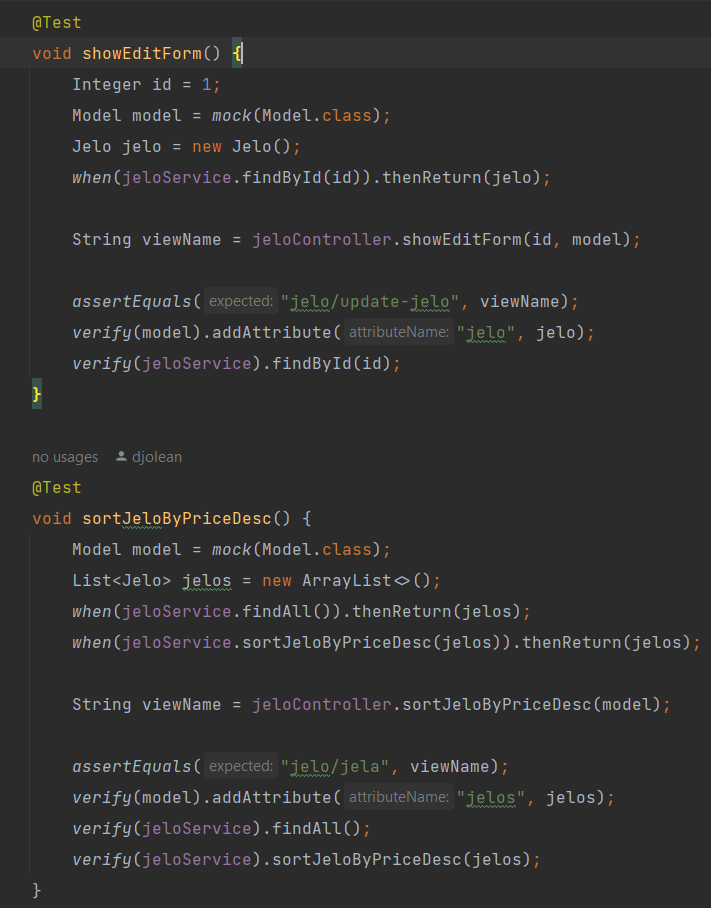 @Test
void showEditForm() {
Integer id = 1;
Model model = mock(Model.class);
Jelo jelo = new Jelo();
when(jeloService.findById(id)).thenReturn(jelo);
String viewName = jeloController.showEditForm(id, model);
assertEquals( expected: "jelo/update-jelo", viewName);
verify(model).addAttribute( attributeName: "jelo", jelo);
verify(jeloService).findById(id);
}
no usages djolean
@Test
void sortJeloByPriceDesc() {
Model model = mock(Model.class);
List<Jelo> jelos = new ArrayList<>();
when(jeloService.findAll()).thenReturn(jelos);
when(jeloService.sortJeloByPriceDesc(jelos)).thenReturn(jelos);
String viewName = jeloController.sortJeloByPriceDesc(model);
assertEquals( expected: "jelo/jela", viewName);
verify(model).addAttribute( attributeName: "jelos", jelos);
verify(jeloService).findAll();
verify(jeloService).sortJeloByPriceDesc(jelos);
}